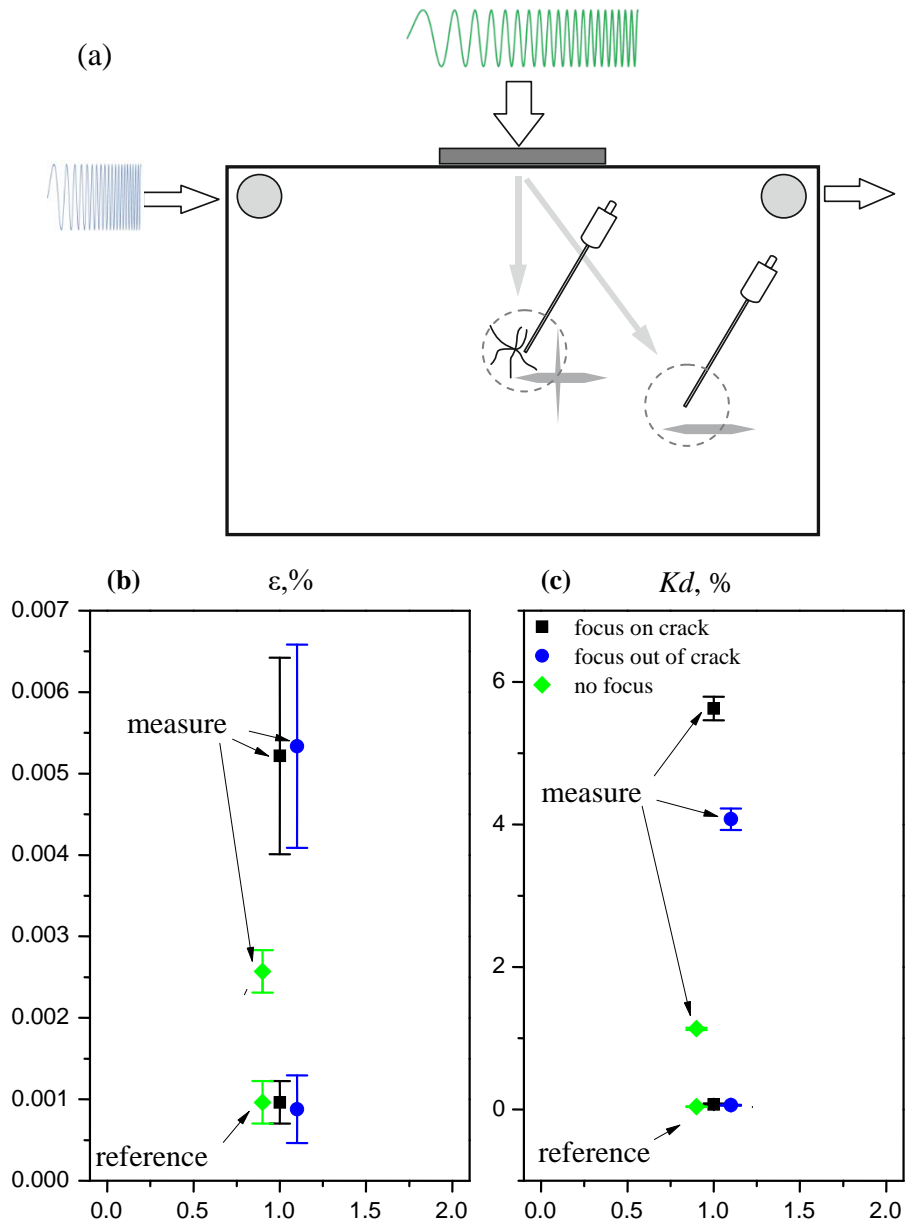 (a)
(b) ε,%
0.007
0.006
0.005
0.004
0.003
0.002
0.001
0.000
measure
reference
0.0 0.5 1.0 1.5 2.0
(c) Kd, %
focus on crack
focus out of crack
no focus
6
4
2
0
measure
reference
0.0 0.5 1.0 1.5 2.0